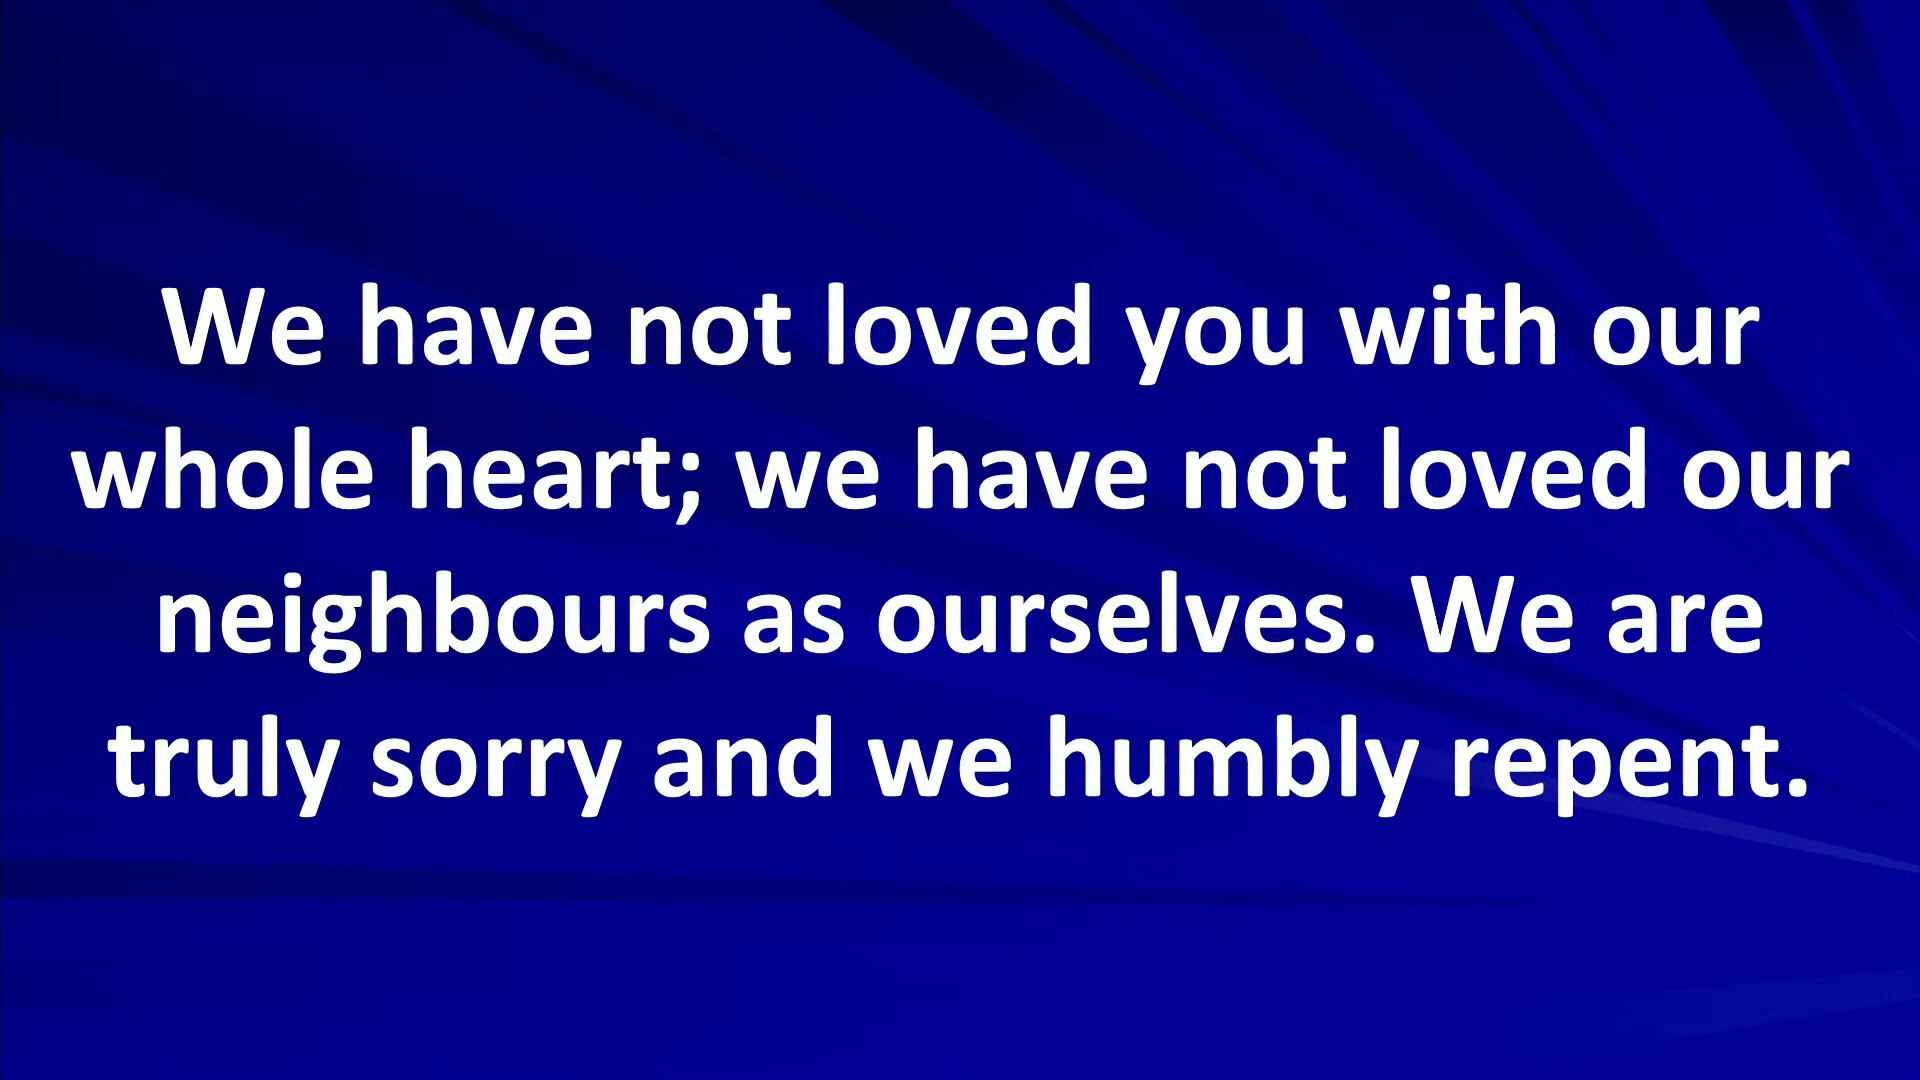 We have not loved you with our
whole heart; we have not loved our
neighbours as ourselves. We are
truly sorry and we humbly repent.